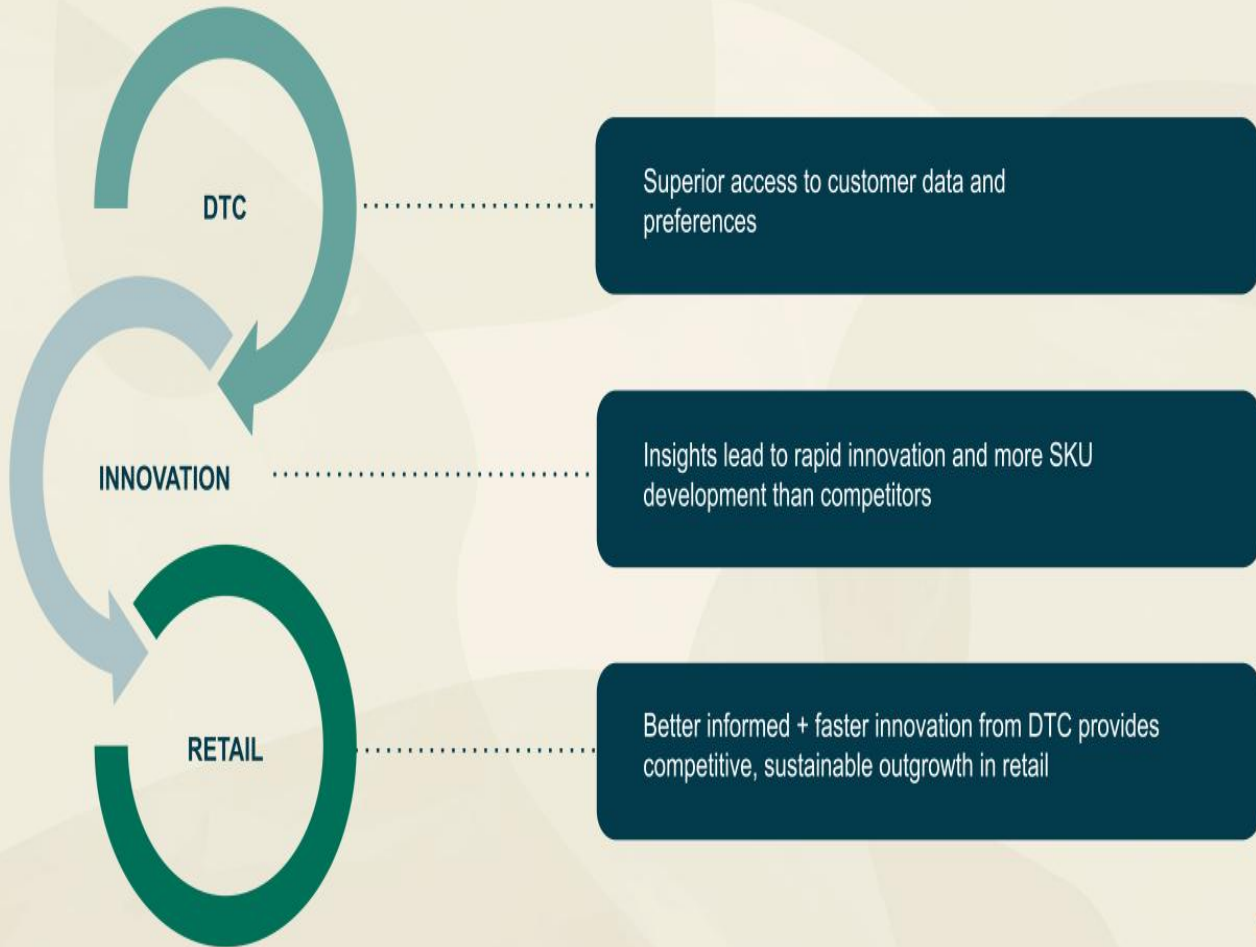 DTC
Superior access to customer data and
preferences
INNOVATION
Insights lead to rapid innovation and more SKU
development than competitors
RETAIL
Better informed + faster innovation from DTC provides
competitive, sustainable outgrowth in retail